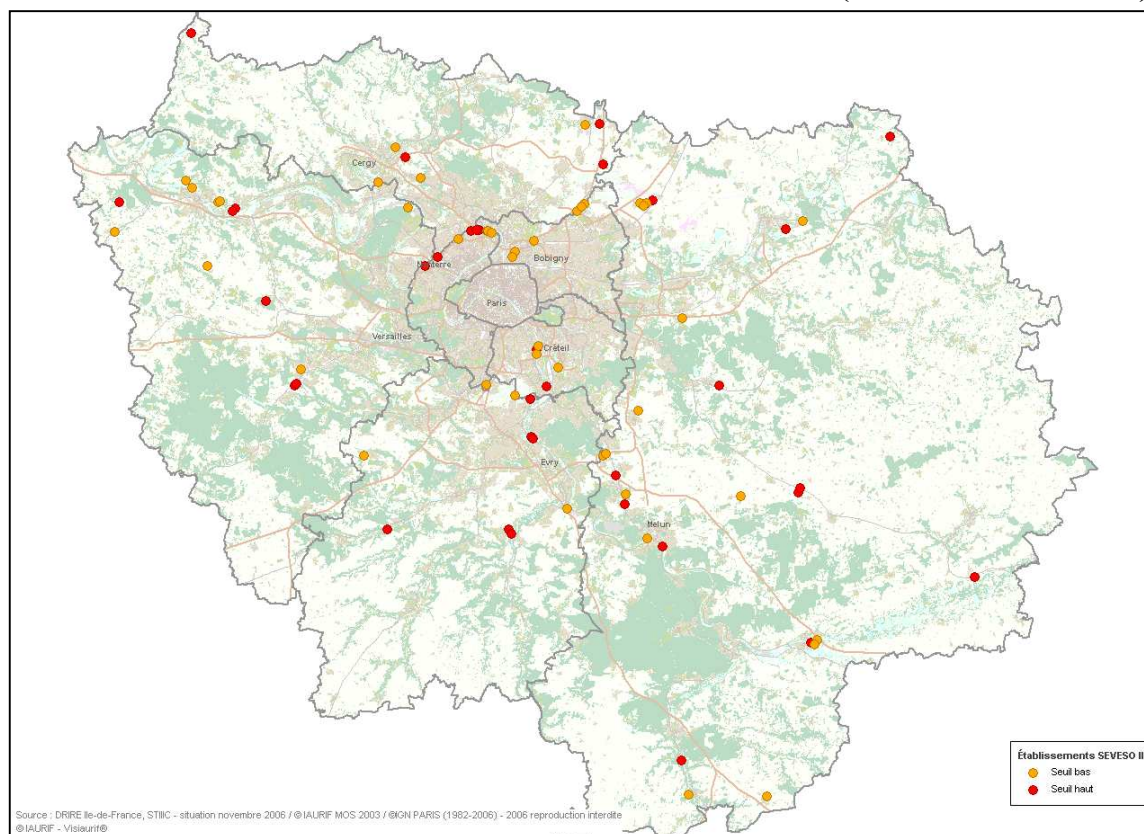 Cergy
Nanterre
Bobigny
Paris
Versailles
Créteil
Evry
Melun
Établissements SEVESO II
Seuil bas
Seuil haut
Source : DRIRE Ile-de-France, STIIC - situation novembre 2006 / @IAURIF MOS 2003 / @IGN PARIS (1982-2006) - 2006 reproduction interdite
@IAURIF - Visiaurif®